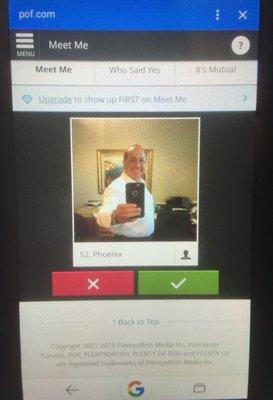 pof.com
MENU
Meet Me
?
Meet Me Who Said Yes It's Mutual
Upgrade to show up FIRST on Meet Me.
52, Phoenix
↑ Back to Top
Copyright 2001-2015 Plentyoffish Media Inc, Vancouver
Canada. POF, PLENTYOFFISH, PLENTY OF FISH and PLENTY OF
are registered trademarks of Plentyoffish Media Inc.
G